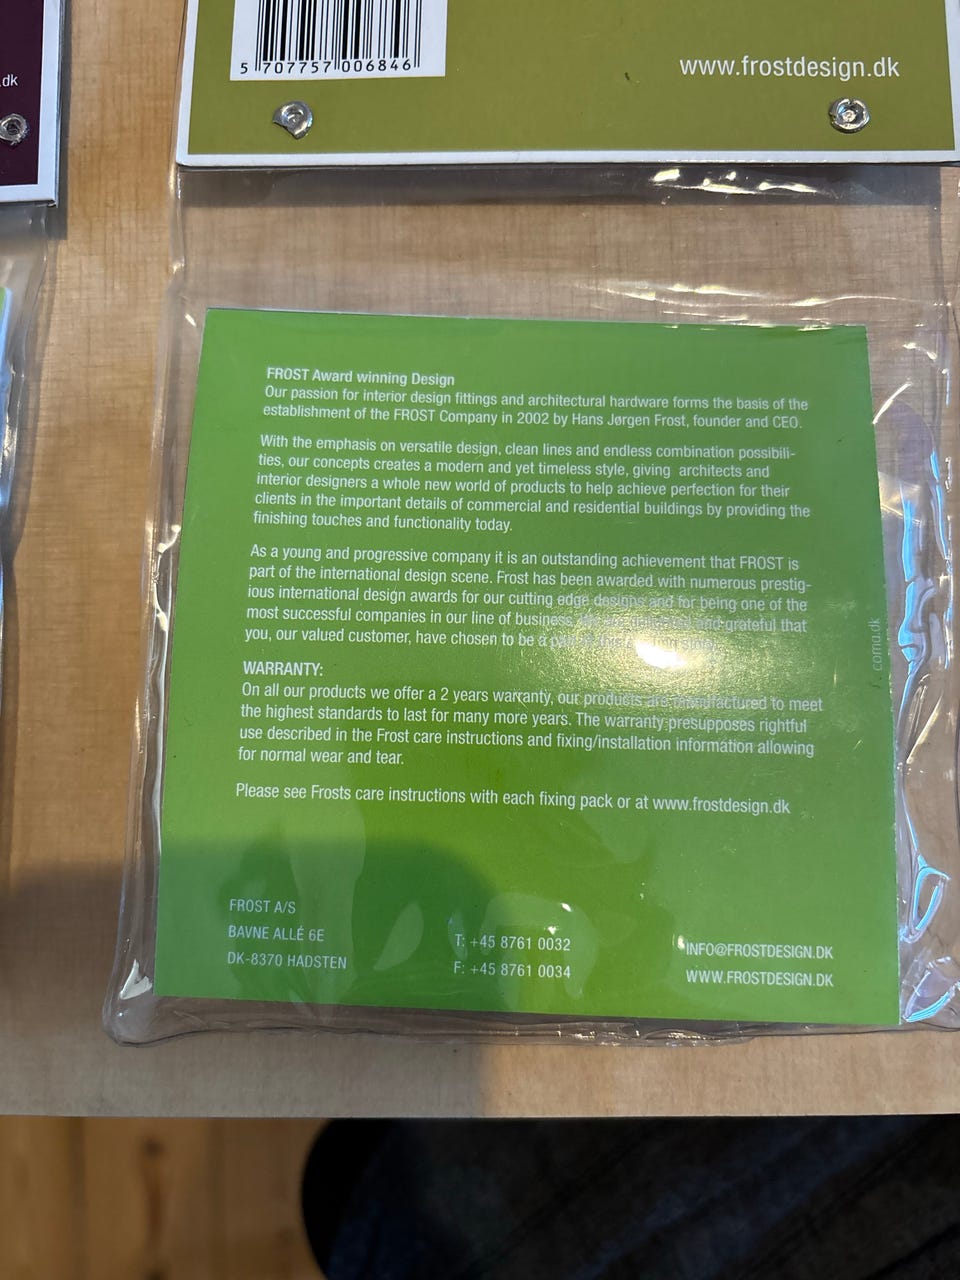 .dk
5 707757 006846
www.frostdesign.dk
FROST Award winning Design
Our passion for interior design fittings and architectural hardware forms the basis of the
establishment of the FROST Company in 2002 by Hans Jørgen Frost, founder and CEO.
With the emphasis on versatile design, clean lines and endless combination possibili-
ties, our concepts creates a modern and yet timeless style, giving architects and
interior designers a whole new world of products to help achieve perfection for their
clients in the important details of commercial and residential buildings by providing the
finishing touches and functionality today.
As a young and progressive company it is an outstanding achievement that FROST is
part of the international design scene. Frost has been awarded with numerous prestig-
ious international design awards for our cutting edge designs and for being one of the
most successful companies in our line of business. We are delighted and grateful that
you, our valued customer, have chosen to be a
WARRANTY:
On all our products we offer a 2 years warranty, our products are manufactured to meet
the highest standards to last for many more years. The warranty presupposes rightful
use described in the Frost care instructions and fixing/installation information allowing
for normal wear and tear.
Please see Frosts care instructions with each fixing pack or at www.frostdesign.dk
coma.dk
FROST A/S
BAVNE ALLÉ 6E
DK-8370 HADSTEN
T: +45 8761 0032
F: +45 8761 0034
INFO@FROSTDESIGN.DK
WWW.FROSTDESIGN.DK